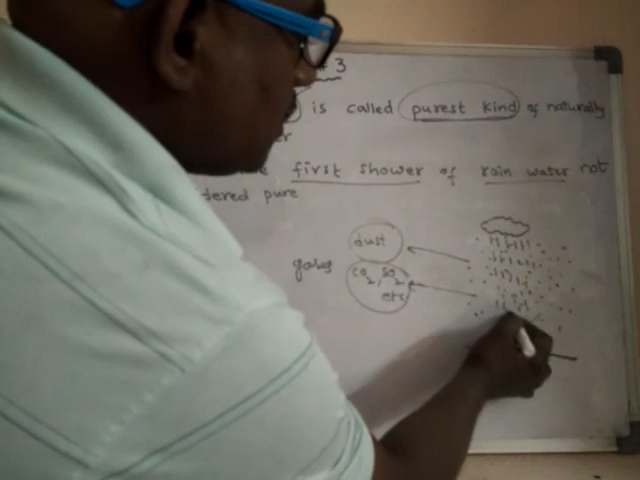 3
is called purest kind of naturally
er
first shower of rain water not
dered pure
dust
gases
CO2, SO2
etc